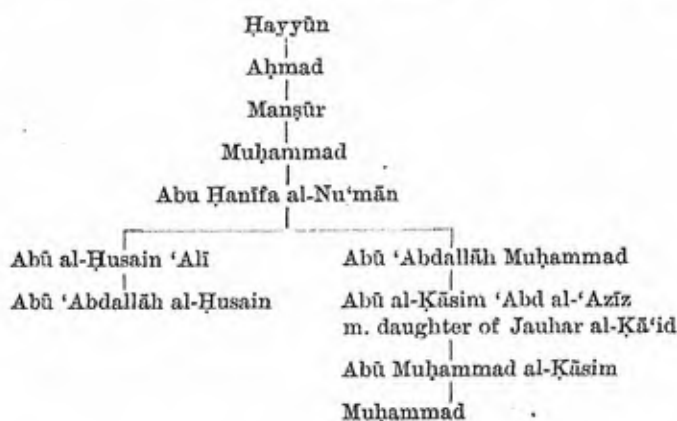 Ḥayyūn
Aḥmad
Manṣūr
Muḥammad
Abu Ḥanīfa al-Nu‘mān
Abū al-Ḥusain ‘Alī
Abū ‘Abdallāh al-Ḥusain
Abū ‘Abdallāh Muḥammad
Abū al-Ḳāsim ‘Abd al-‘Azīz
m. daughter of Jauhar al-Ḳā‘id
Abū Muḥammad al-Ḳāsim
Muḥammad